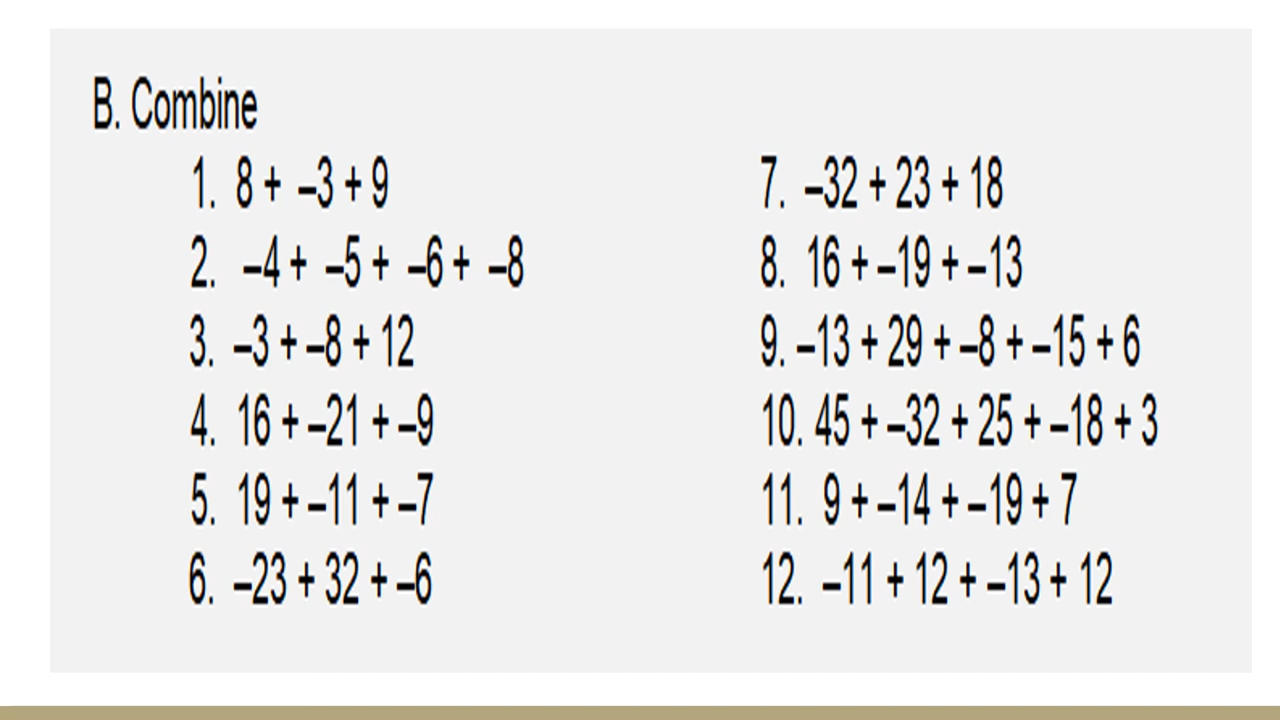 B. Combine
1. 8 + –3 + 9
2. –4 + –5 + –6 + –8
3. –3 + –8 + 12
4. 16 + –21 + –9
5. 19 + –11 + –7
6. –23 + 32 + –6
7. –32 + 23 + 18
8. 16 + –19 + –13
9. –13 + 29 + –8 + –15 + 6
10. 45 + –32 + 25 + –18 + 3
11. 9 + –14 + –19 + 7
12. –11 + 12 + –13 + 12